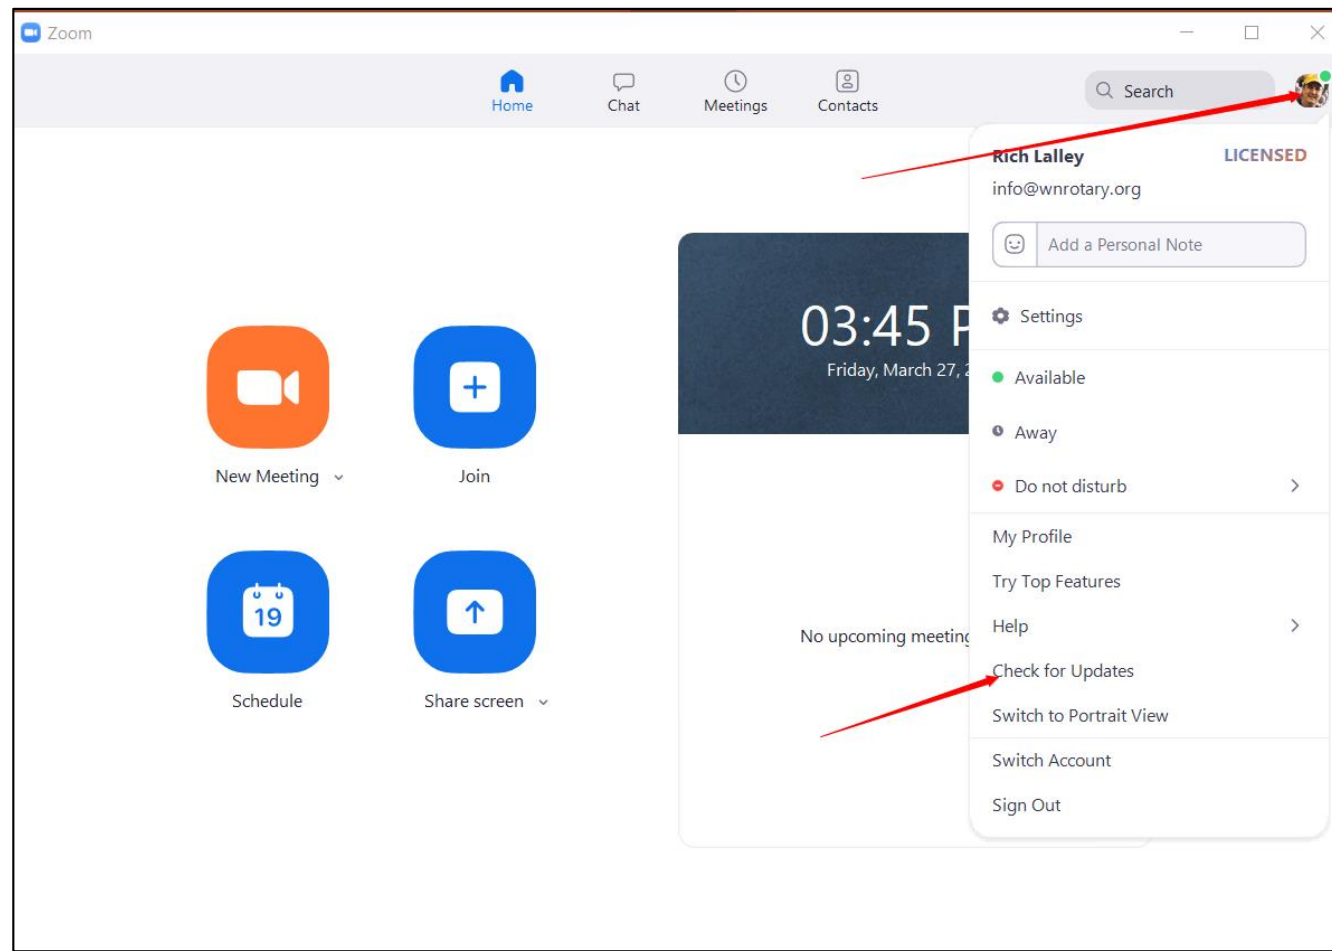 Zoom
Home
Chat
Meetings
Contacts
Search
Rich Lalley
LICENSED
info@wnrotary.org
Add a Personal Note
Settings
Available
Away
Do not disturb
My Profile
Try Top Features
Help
Check for Updates
Switch to Portrait View
Switch Account
Sign Out
03:45
Friday, March 27,
No upcoming
New Meeting
Join
19
Schedule
Share screen